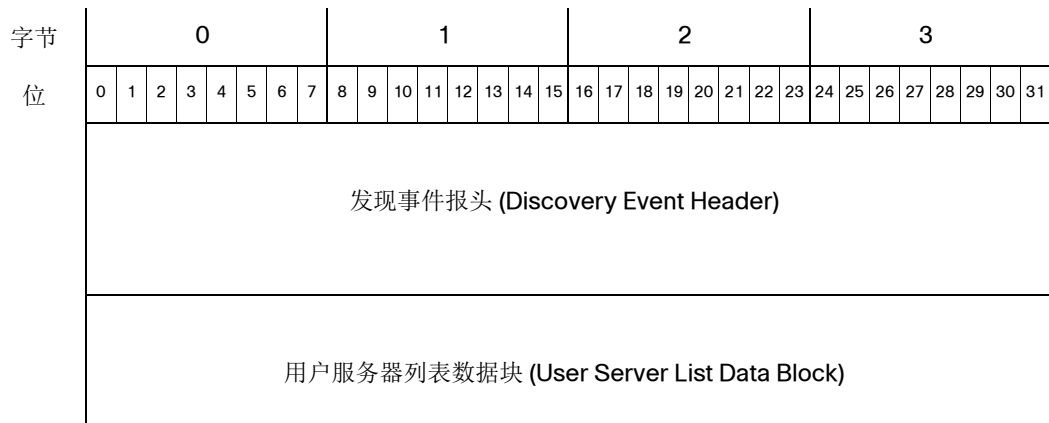 字节 0 1 2 3
位 0 1 2 3 4 5 6 7 8 9 10 11 12 13 14 15 16 17 18 19 20 21 22 23 24 25 26 27 28 29 30 31
发现事件报头 (Discovery Event Header)
用户服务器列表数据块 (User Server List Data Block)